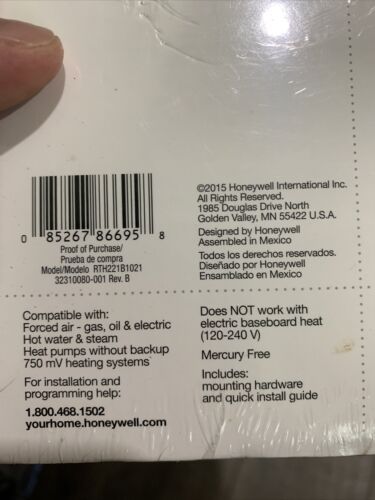 0 85267 86695 8
Proof of Purchase/
Prueba de compra
Model/Modelo RTH221B1021
32310080-001 Rev. B
©2015 Honeywell International Inc.
All Rights Reserved.
1985 Douglas Drive North
Golden Valley, MN 55422 U.S.A.
Designed by Honeywell
Assembled in Mexico
Todos los derechos reservados.
Diseñado por Honeywell
Ensamblado en Mexico
Compatible with:
Forced air - gas, oil & electric
Hot water & steam
Heat pumps without backup
750 mV heating systems
For installation and
programming help:
1.800.468.1502
yourhome.honeywell.com
Does NOT work with
electric baseboard heat
(120-240 V)
Mercury Free
Includes:
mounting hardware
and quick install guide